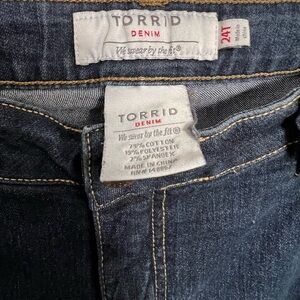 TORRID
DENIM
We swear by the fit®
24T
TORRID
DENIM
We swear by the fit®
79% COTTON
19% POLYESTER
2% SPANDEX
MADE IN CHINA